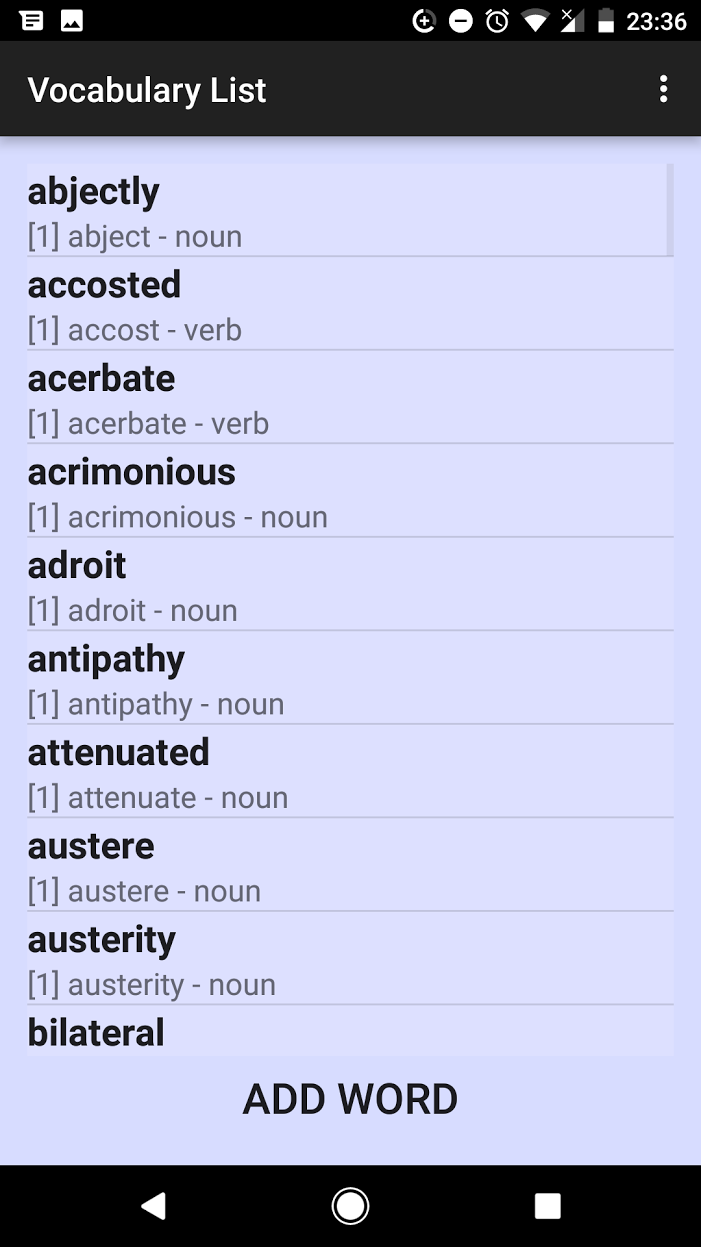 23:36
Vocabulary List
abjectly
[1] abject - noun
accosted
[1] accost - verb
acerbate
[1] acerbate - verb
acrimonious
[1] acrimonious - noun
adroit
[1] adroit - noun
antipathy
[1] antipathy - noun
attenuated
[1] attenuate - noun
austere
[1] austere - noun
austerity
[1] austerity - noun
bilateral
ADD WORD